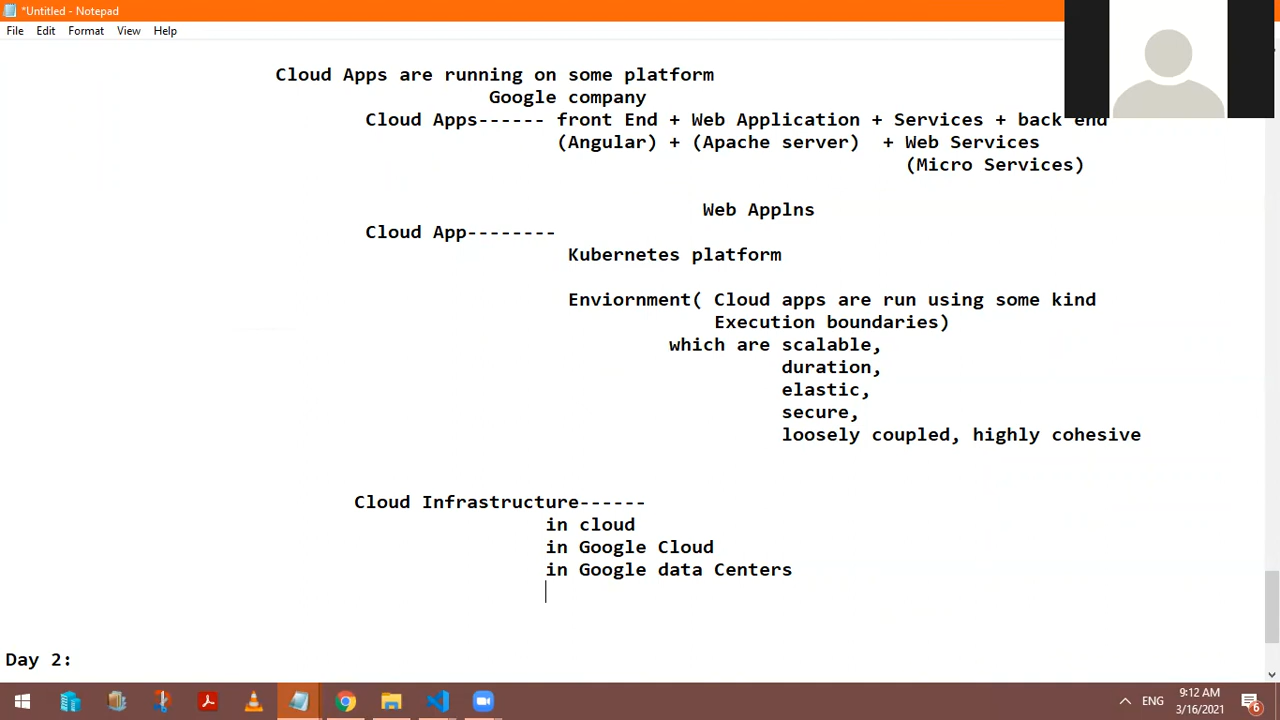 *Untitled - Notepad
File Edit Format View Help
Cloud Apps are running on some platform
Google company
Cloud Apps------ front End + Web Application + Services + back end
(Angular) + (Apache server) + Web Services
(Micro Services)
Web Applns
Cloud App--------
Kubernetes platform
Enviornment( Cloud apps are run using some kind
Execution boundaries)
which are scalable,
duration,
elastic,
secure,
loosely coupled, highly cohesive
Cloud Infrastructure------
in cloud
in Google Cloud
in Google data Centers
Day 2:
ENG
9:12 AM
3/16/2021
6